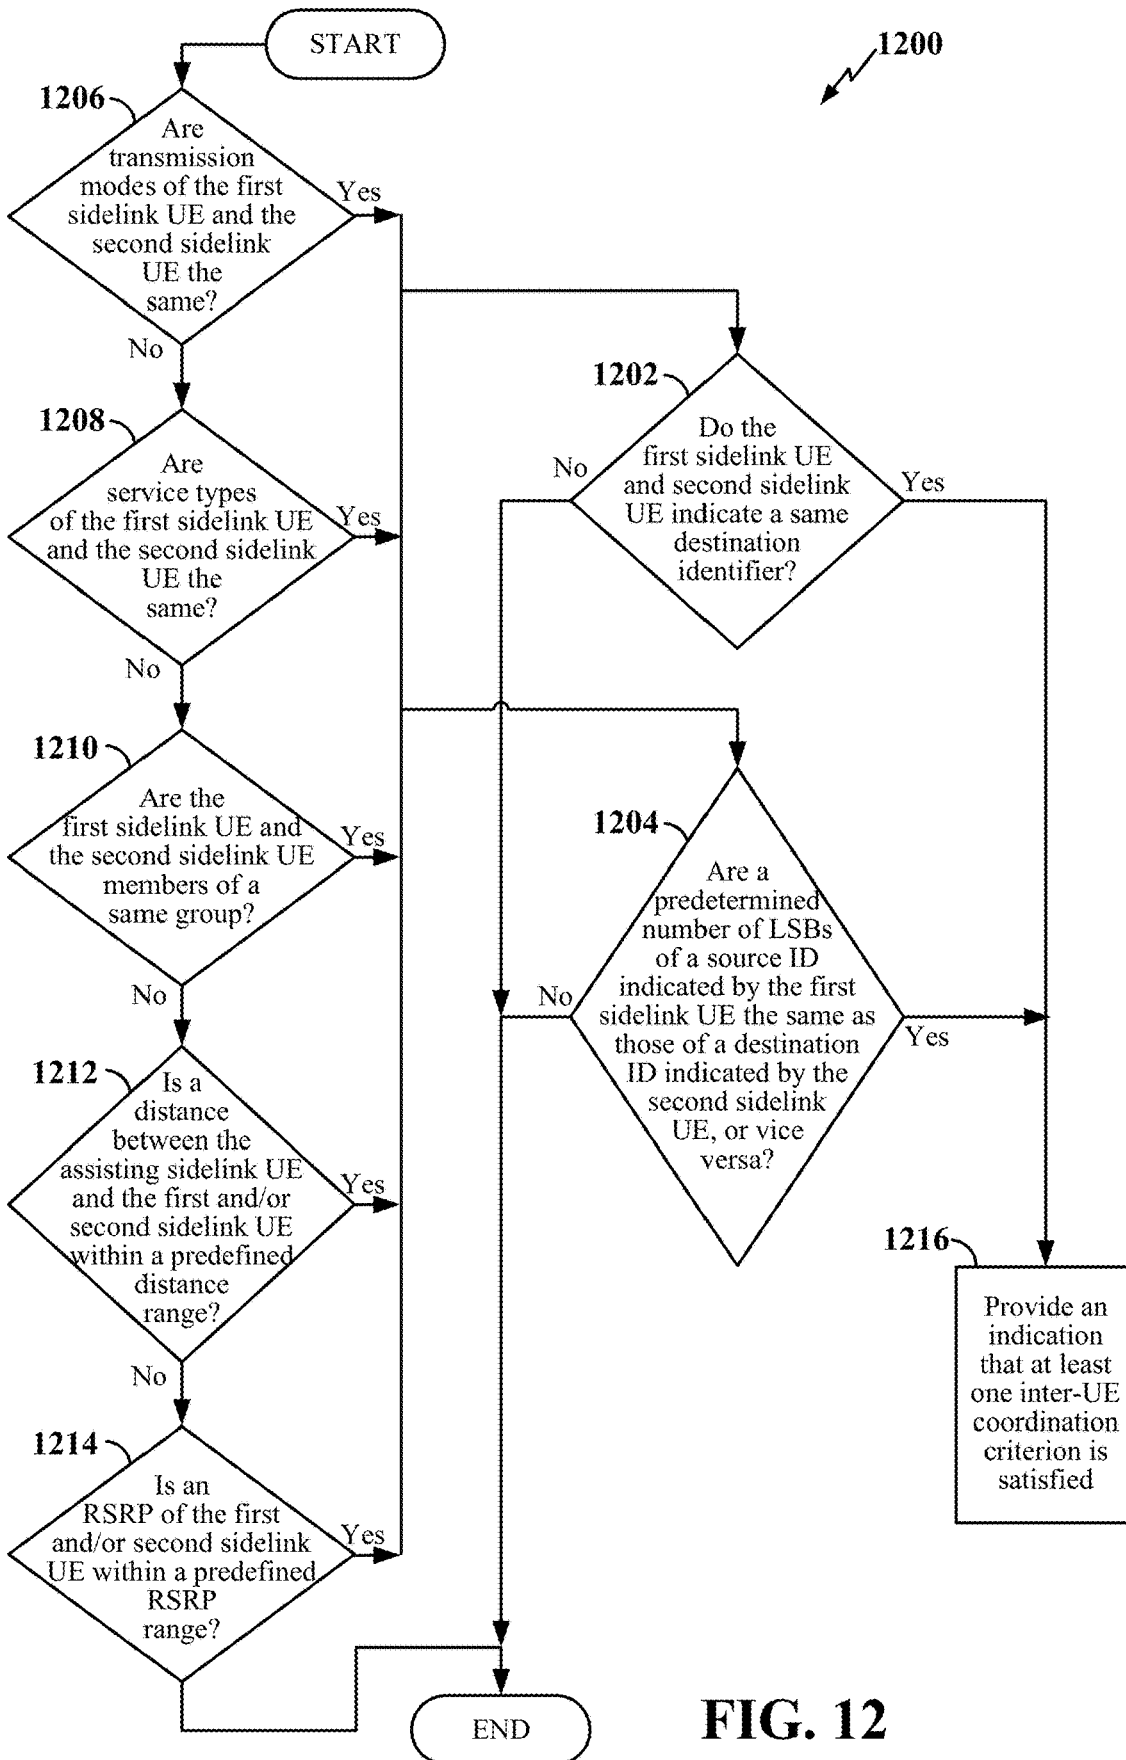 START
1200
1206
Are
transmission
modes of the first
sidelink UE and the
second sidelink
UE the
same?
Yes
No
1208
Are
service types
of the first sidelink UE
and the second sidelink
UE the
same?
Yes
No
1202
Do the
first sidelink UE
and second sidelink
UE indicate a same
destination
identifier?
No
Yes
1210
Are the
first sidelink UE and
the second sidelink UE
members of a
same group?
Yes
No
1204
Are a
predetermined
number of LSBs
of a source ID
indicated by the first
sidelink UE the same as
those of a destination
ID indicated by the
second sidelink
UE, or vice
versa?
No
Yes
1212
Is a
distance
between the
assisting sidelink UE
and the first and/or
second sidelink UE
within a predefined
distance
range?
Yes
No
1216
Provide an
indication
that at least
one inter-UE
coordination
criterion is
satisfied
1214
Is an
RSRP of the first
and/or second sidelink
UE within a predefined
RSRP
range?
Yes
END
FIG. 12